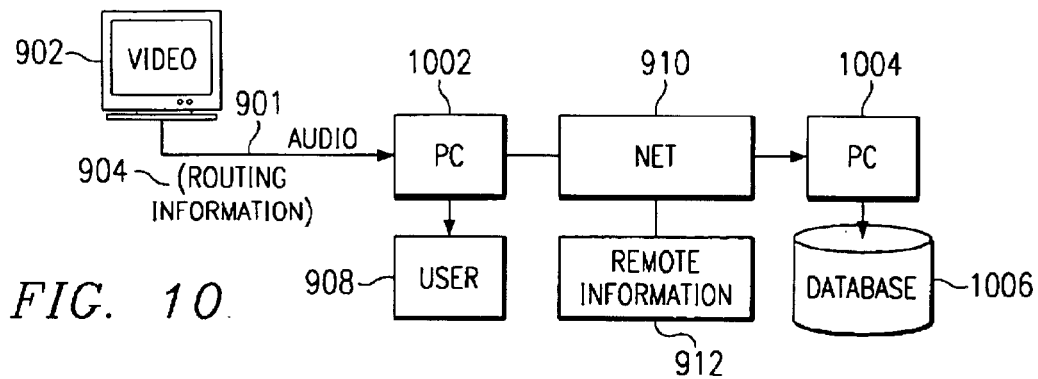 902
VIDEO
901
AUDIO
904
(ROUTING
INFORMATION)
1002
PC
910
NET
1004
PC
908
USER
REMOTE
INFORMATION
912
DATABASE
1006
FIG. 10